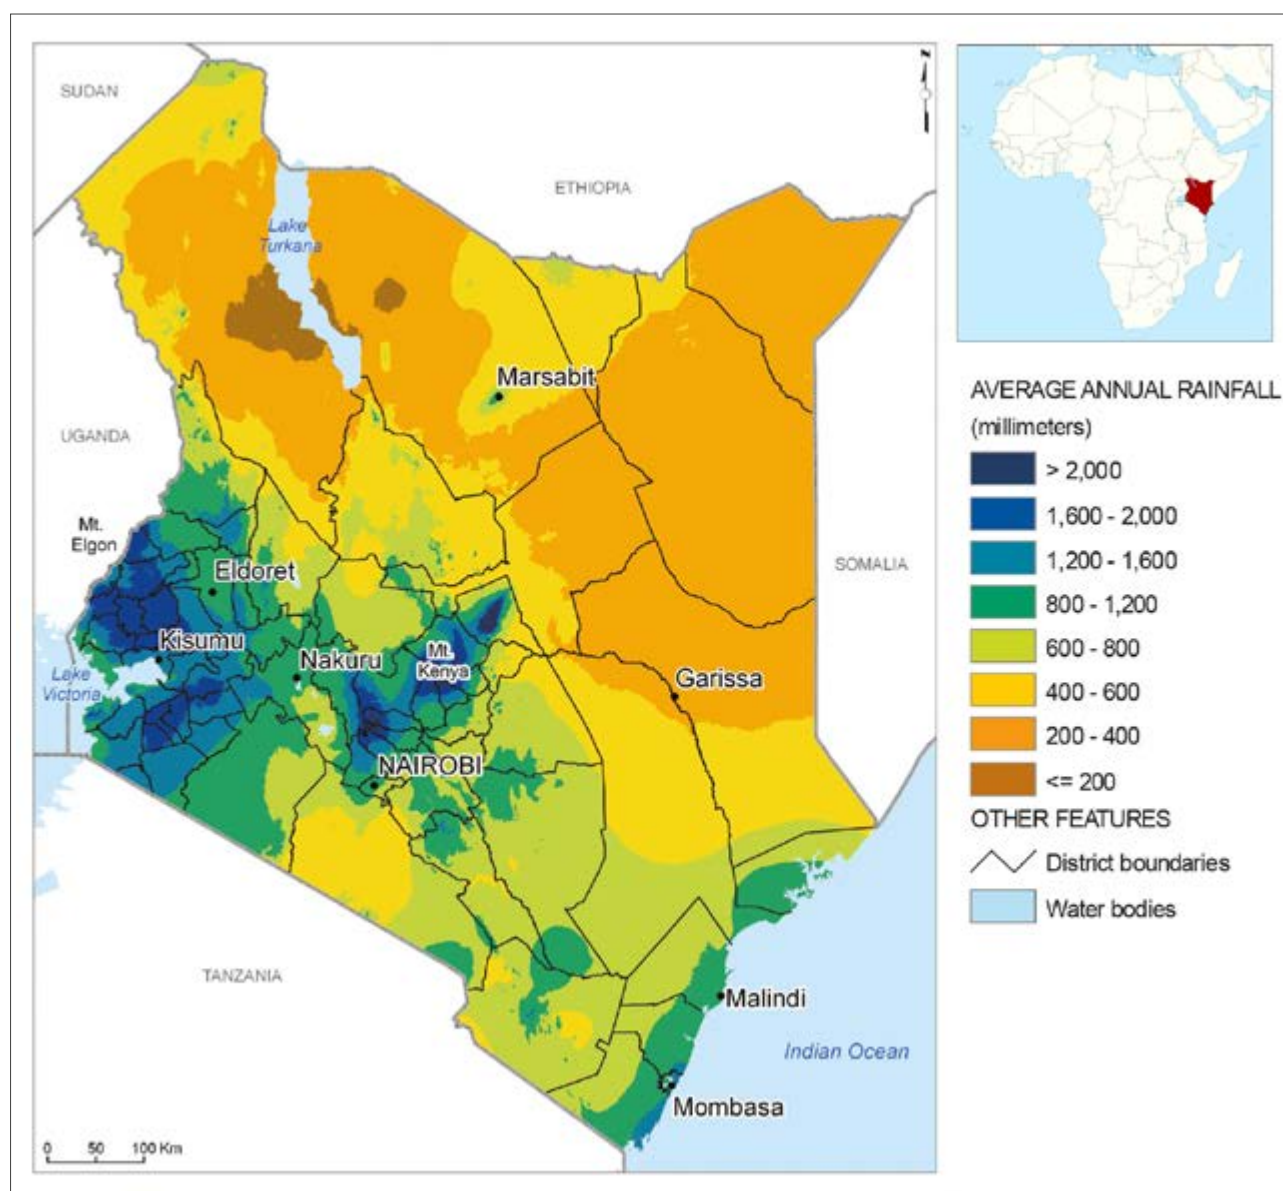 SUDAN
ETHIOPIA
Lake
Turkana
Marsabit
UGANDA
Mt.
Elgon
Eldoret
SOMALIA
Kisumu
Mt.
Kenya
Nakuru
Lake
Victoria
Garissa
NAIROBI
TANZANIA
Malindi
Indian Ocean
Mombasa
0 50 100 Km
N
AVERAGE ANNUAL RAINFALL
(millimeters)
> 2,000
1,600 - 2,000
1,200 - 1,600
800 - 1,200
600 - 800
400 - 600
200 - 400
<= 200
OTHER FEATURES
District boundaries
Water bodies